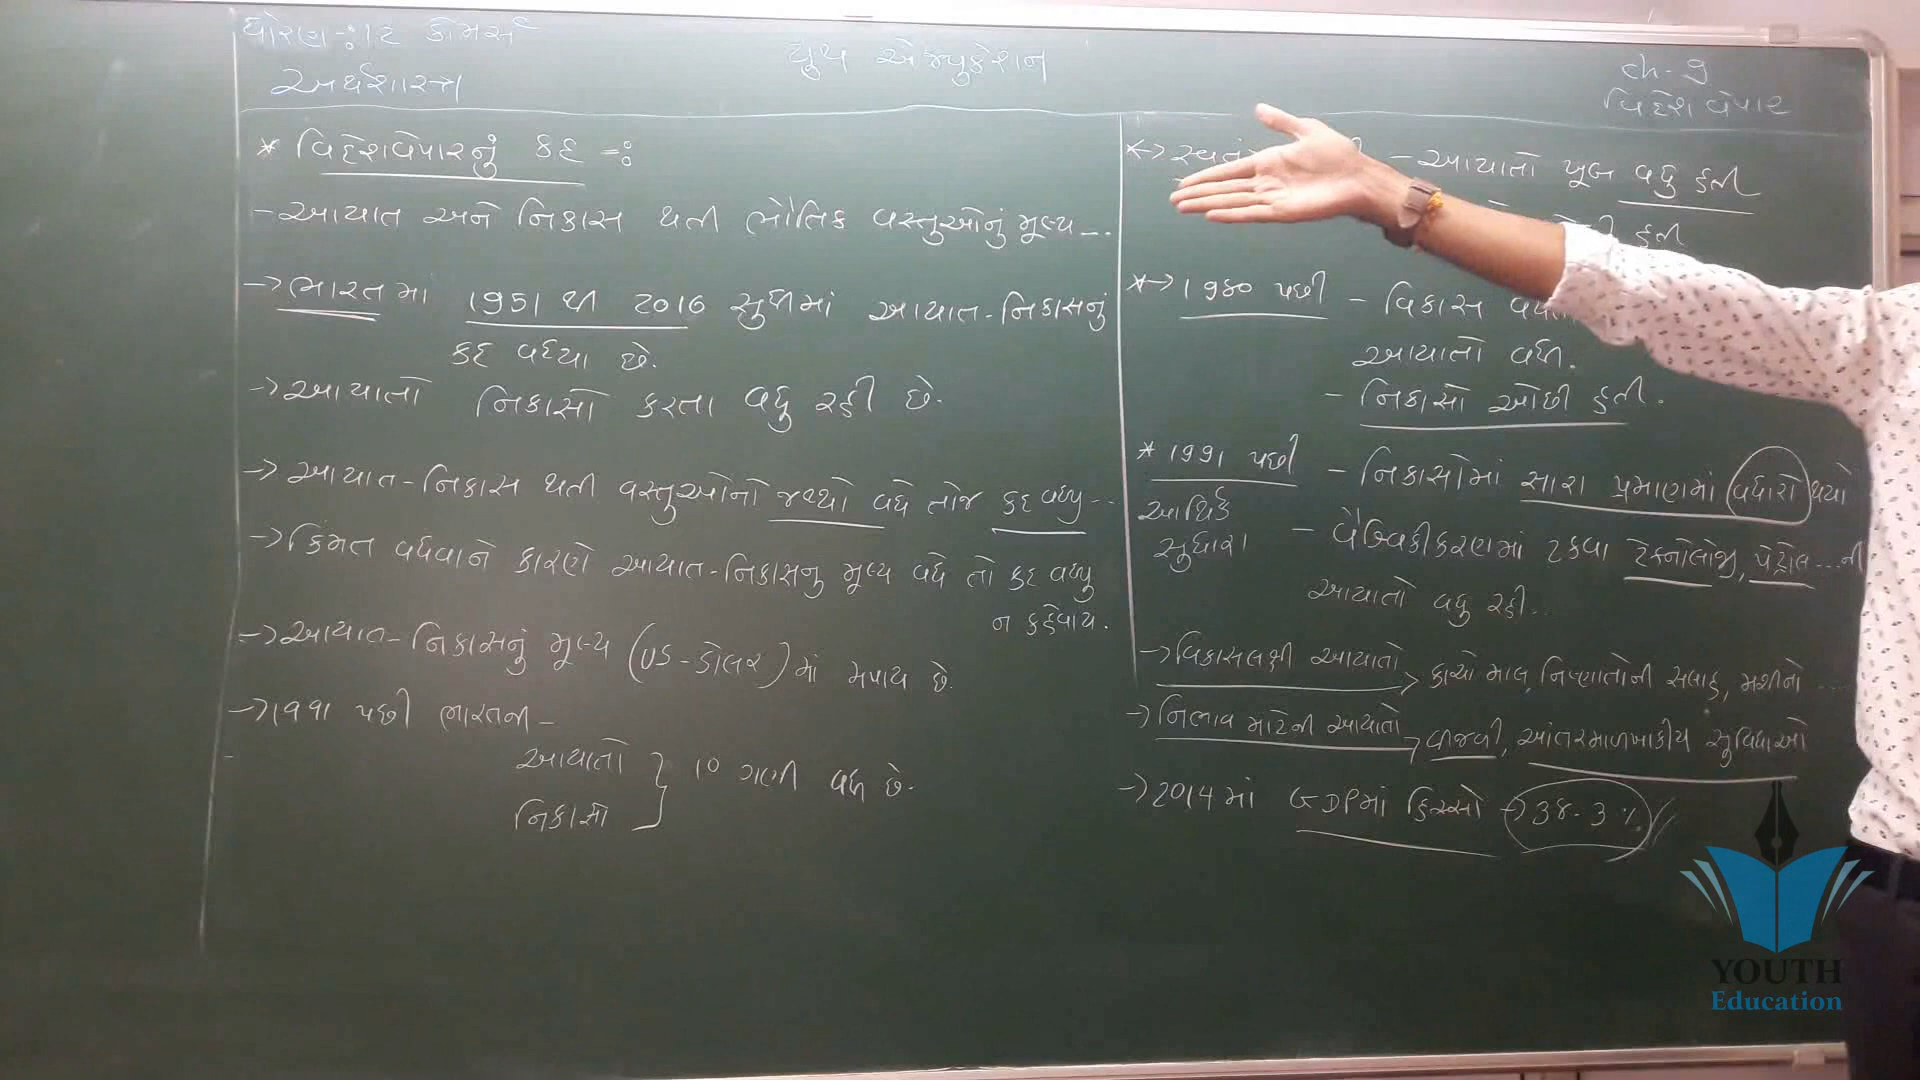 ધોરણ-:12 કોમર્સ
અર્થશાસ્ત્ર
યુથ એજ્યુકેશન
ch-9
વિદેશ વેપાર
* વિદેશવેપારનું કદ -:
- આયાત અને નિકાસ થતી ભૌતિક વસ્તુઓનું મૂલ્ય...
→ ભારતમાં 1951 થી 2016 સુધીમાં આયાત-નિકાસનું
કદ વધ્યા છે.
→ આયાતો નિકાસો કરતા વધુ રહી છે.
→ આયાત-નિકાસ થતી વસ્તુઓનો જથ્થો વધે તોજ કદ વધ્યુ...
→ કિંમત વધવાને કારણે આયાત-નિકાસનુ મૂલ્ય વધે તો કદ વધ્યુ
ન કહેવાય.
→ આયાત-નિકાસનું મૂલ્ય (US-ડોલર) માં મપાય છે.
→ 1991 પછી ભારતની -
આયાતો
નિકાસો } 10 ગણી વધી છે.
*→ - આયાતો ખૂબ વધુ હતી
હતી
*→ 1980 પછી - વિકાસ
આયાતો વધી.
- નિકાસો ઓછી હતી.
* 1991 પછી - નિકાસોમાં સારા પ્રમાણમાં વધારો થયો
આર્થિક સુધારા
- વૈશ્વિકીકરણમાં ટકવા ટેક્નોલોજી, પેટ્રોલ...ની
આયાતો વધુ રહી...
→ વિકાસલક્ષી આયાતો → કાચો માલ, નિષ્ણાતોની સલાહ, મશીનો...
→ નિભાવ માટેની આયાતો → વીજળી, આંતરમાળખાકીય સુવિધાઓ
→ 2014માં GDPમાં હિસ્સો → 38.3 %
YOUTH
Education